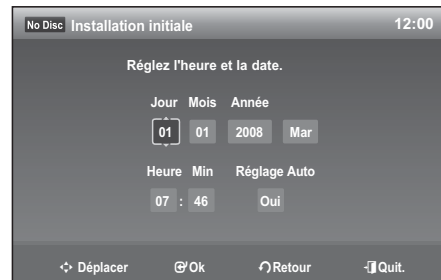 No Disc Installation initiale 12:00
Réglez l'heure et la date.
Jour Mois Année
01 01 2008 Mar
Heure Min Réglage Auto
07 : 46 Oui
Déplacer Ok Retour Quit.